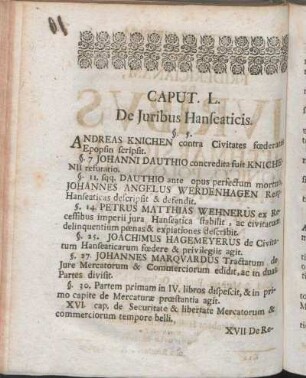 CAPUT. L.
De Juribus Hanseaticis.
§ 5.
ANDREAS KNICHEN contra Civitates fœderatas
Epopsin scripsit.
§ 7 JOHANNI DAUTHIO concredita fuit KNICHE-
NII refutatio.
§ 11. sqq. DAUTHIO ante opus perfectum mortuo
JOHANNES ANGELUS WERDENHAGEN Resp.
Hanseaticas descripsit & defendit.
§. 14. PETRUS MATTHIAS WEHNERUS ex Re-
cessibus imperii jura, Hanseatica stabilit, ac civitatum
delinquentium pœnas & expiationes describit.
§ 25. JOACHIMUS HAGEMEYERUS de Civita-
tum Hanseaticarum fœdere & privilegiis agit.
§. 27 JOHANNES MARQVARDUS Tractatum de
Jure Mercatorum & Commerciorum edidit, ac in duas
Partes divisit.
§. 30. Partem primam in IV. libros dispescit, & in pri-
mo capite de Mercaturæ præstantia agit.
XVI. cap. de Securitate & libertate Mercatorum &
commerciorum tempore belli,
XVII De Re-